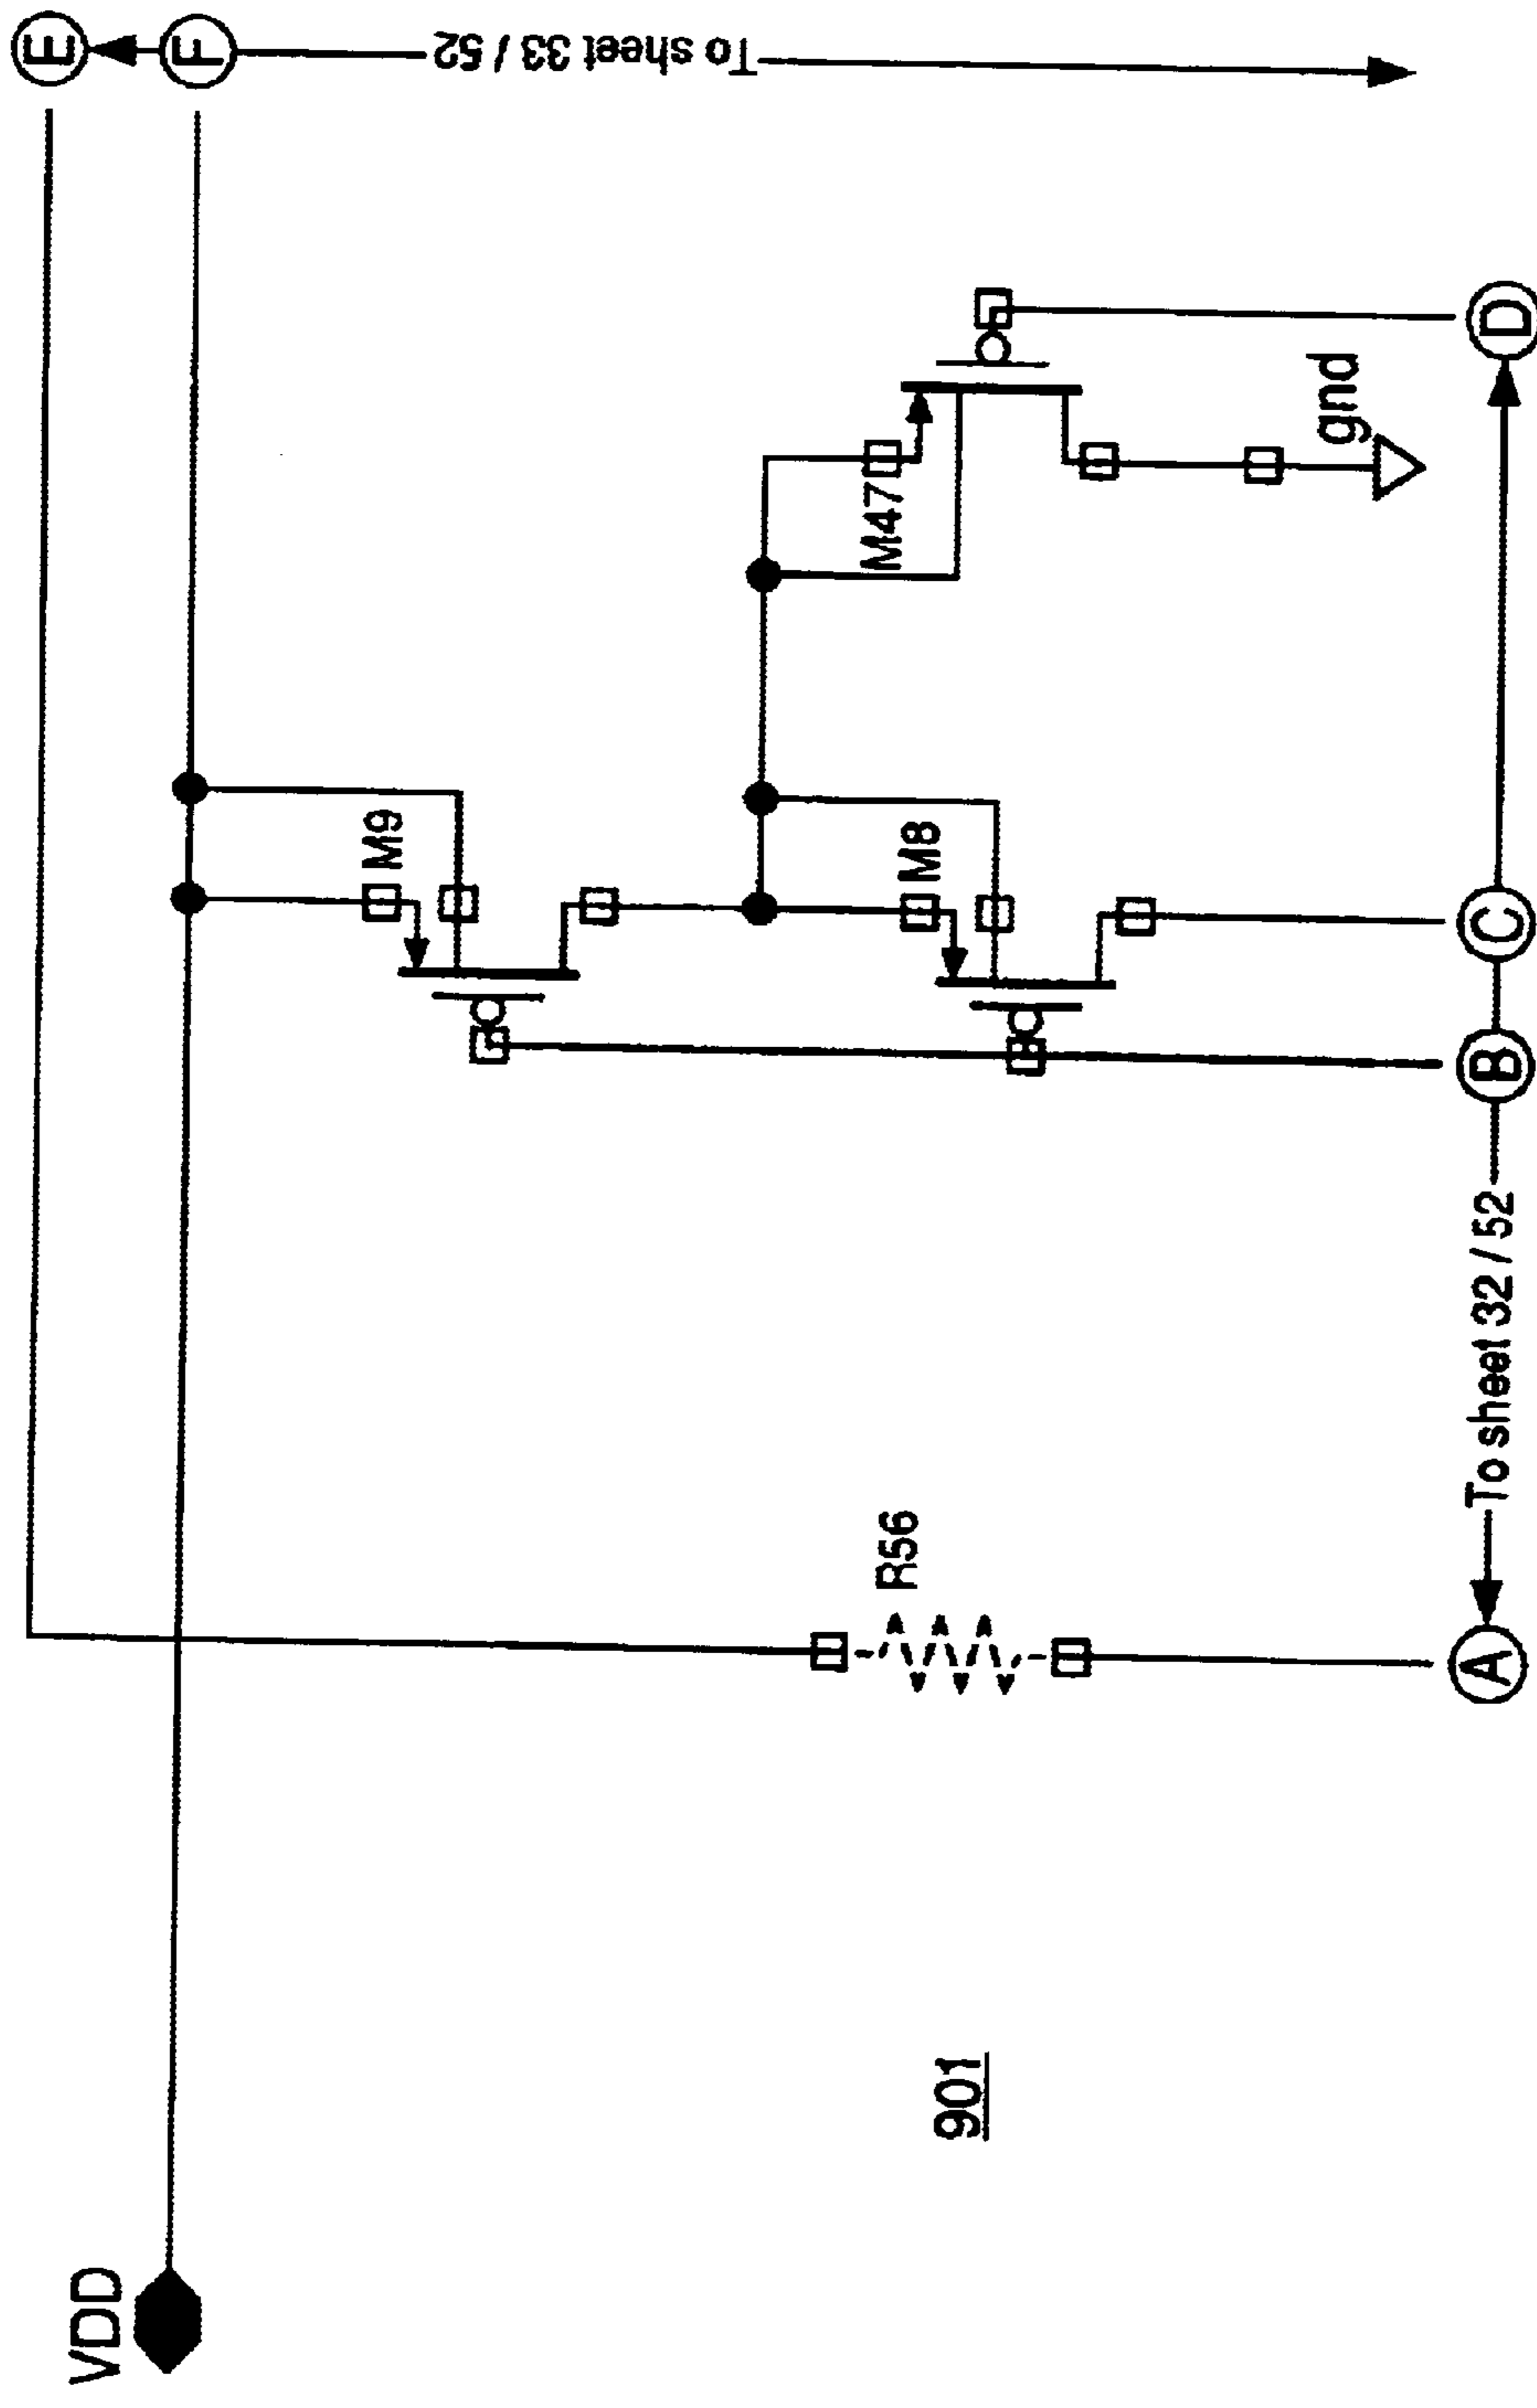 VDD
E
F
To sheet 33 / 52
M9
M8
M47
gnd
R56
A
To sheet 32 / 52
B
C
D
901